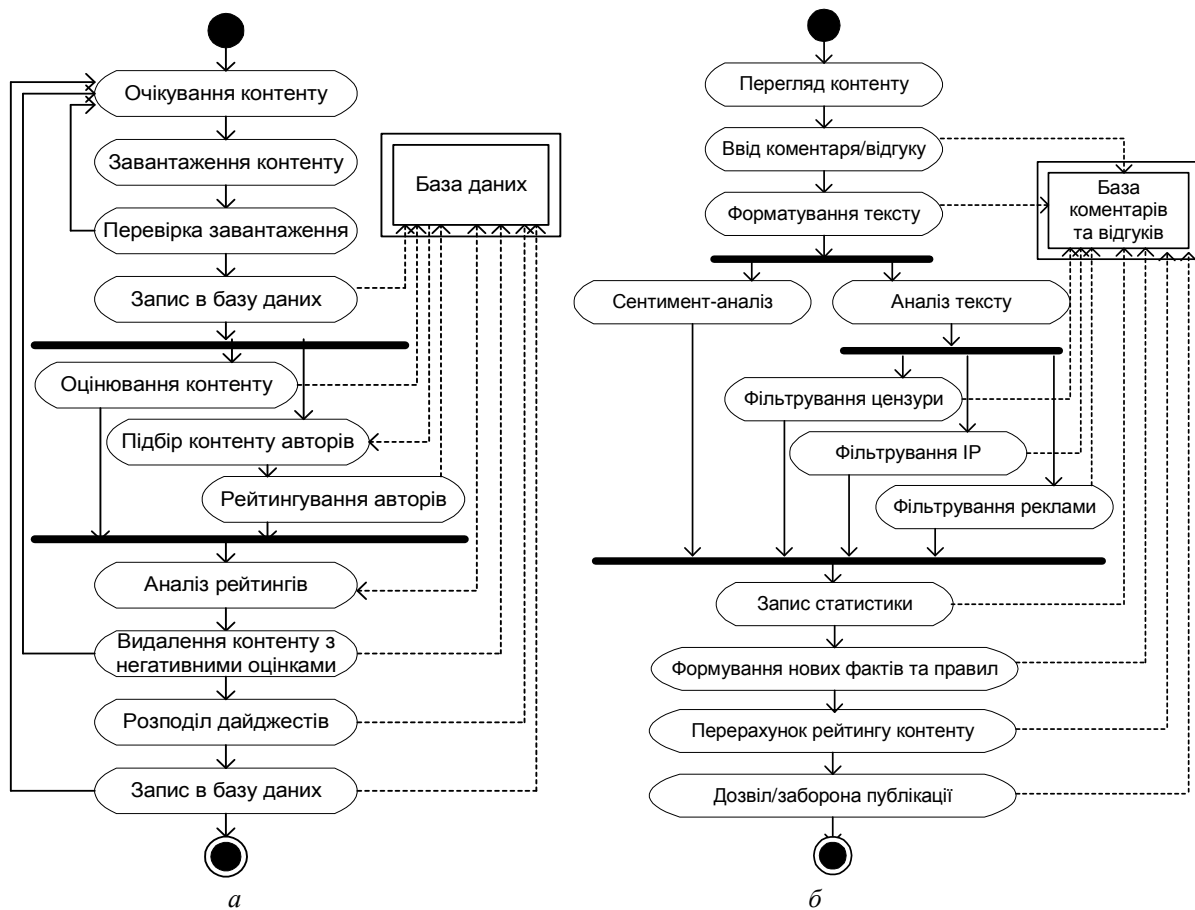 Очікування контенту
Завантаження контенту
Перевірка завантаження
Запис в базу даних
База даних
Оцінювання контенту
Підбір контенту авторів
Рейтингування авторів
Аналіз рейтингів
Видалення контенту з
негативними оцінками
Розподіл дайджестів
Запис в базу даних
а
Перегляд контенту
Ввід коментаря/відгуку
Форматування тексту
База
коментарів
та відгуків
Сентимент-аналіз
Аналіз тексту
Фільтрування цензури
Фільтрування IP
Фільтрування реклами
Запис статистики
Формування нових фактів та правил
Перерахунок рейтингу контенту
Дозвіл/заборона публікації
б